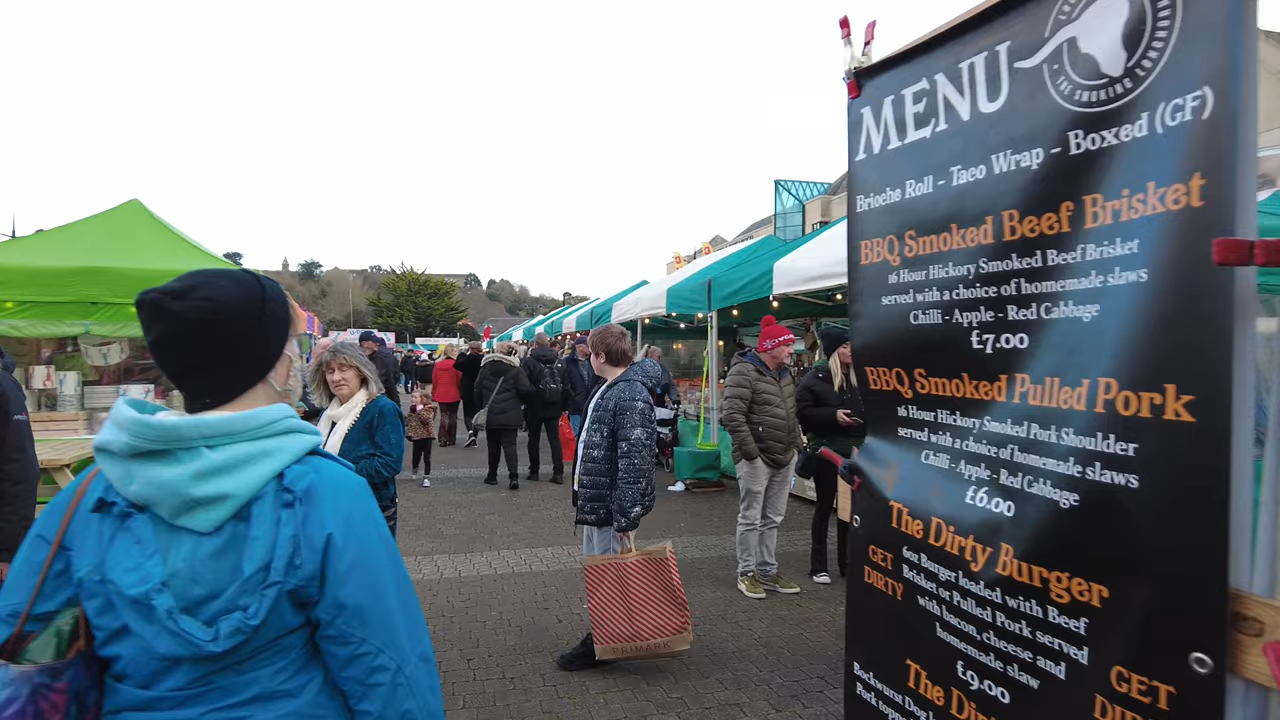 MENU
THE SMOKING LONGHORN
Brioche Roll - Taco Wrap - Boxed (GF)
BBQ Smoked Beef Brisket
16 Hour Hickory Smoked Beef Brisket
served with a choice of homemade slaws
Chilli - Apple - Red Cabbage
£7.00
BBQ Smoked Pulled Pork
16 Hour Hickory Smoked Pork Shoulder
served with a choice of homemade slaws
Chilli - Apple - Red Cabbage
£6.00
The Dirty Burger
GET
DIRTY
6oz Burger loaded with Beef
Brisket or Pulled Pork served
with bacon, cheese and
homemade slaw
£9.00
The
Bockwurst Dog
Pork
GET
PRIMARK